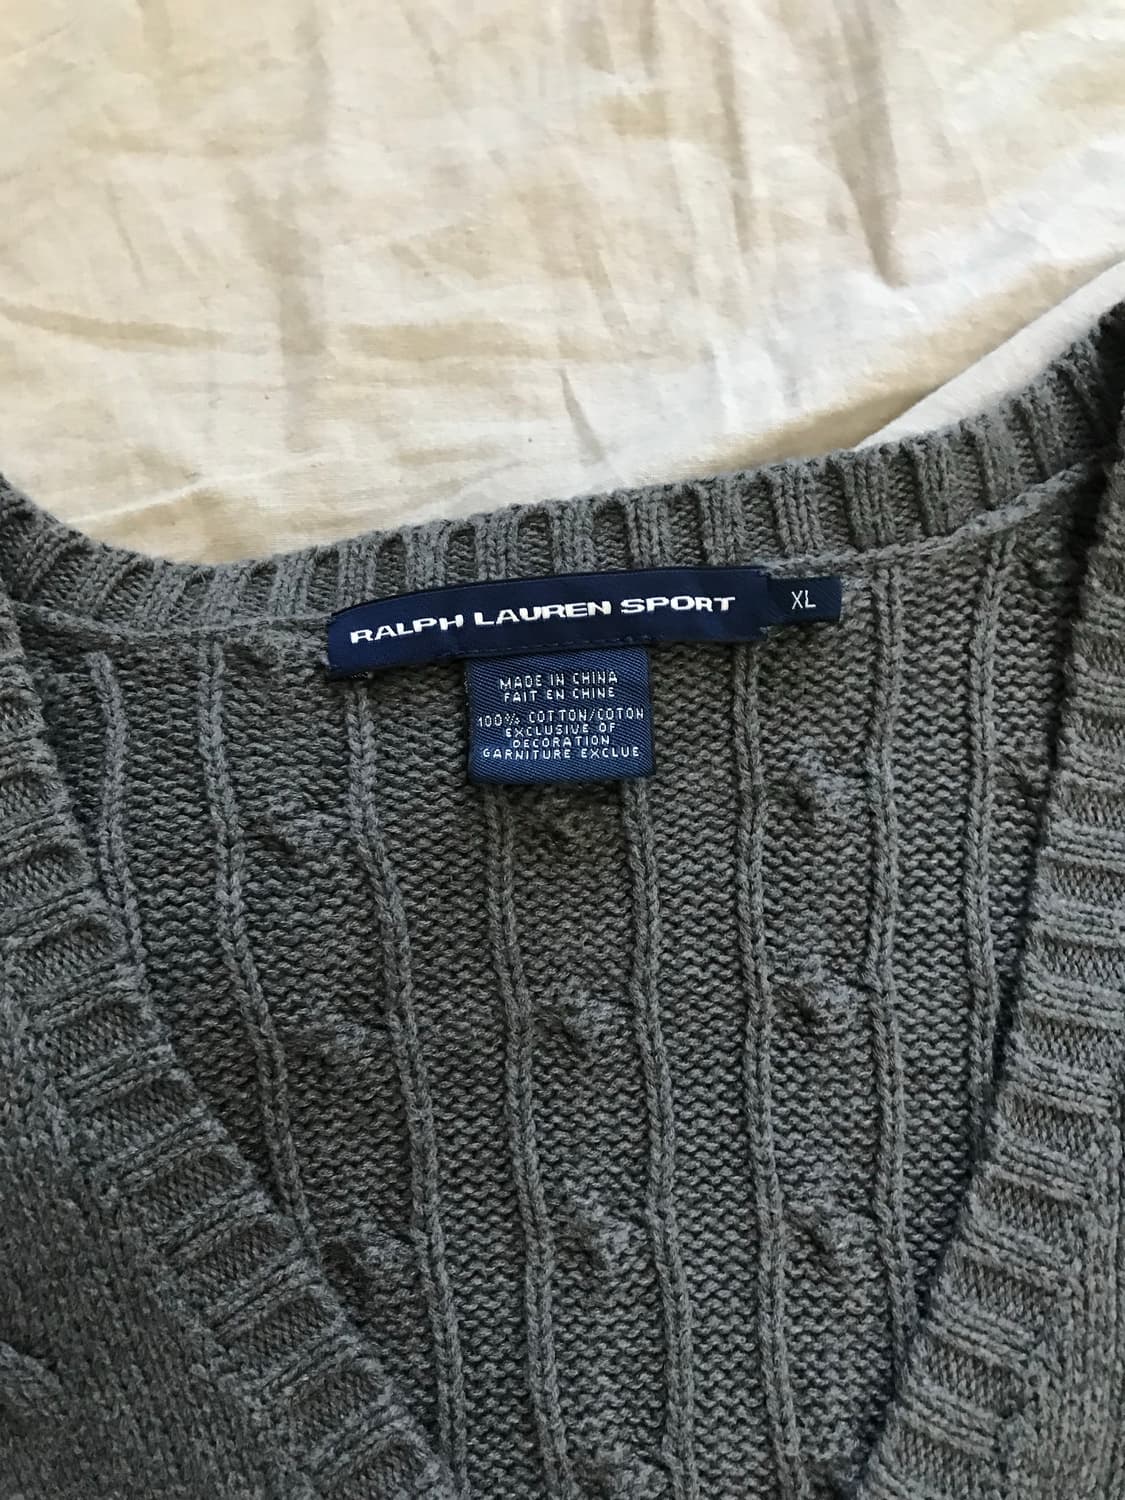 RALPH LAUREN SPORT XL
MADE IN CHINA
FAIT EN CHINE
100% COTTON/COTON
EXCLUSIVE OF
DECORATION
GARNITURE EXCLUE